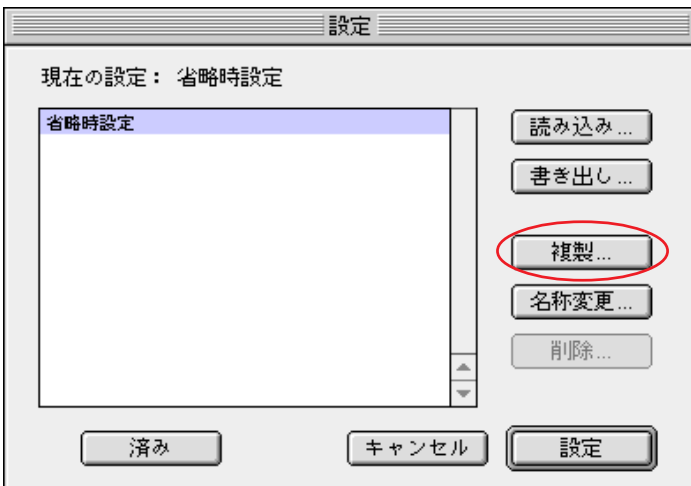 設定
現在の設定： 省略時設定
省略時設定
読み込み...
書き出し...
複製...
名称変更...
削除...
済み
キャンセル
設定